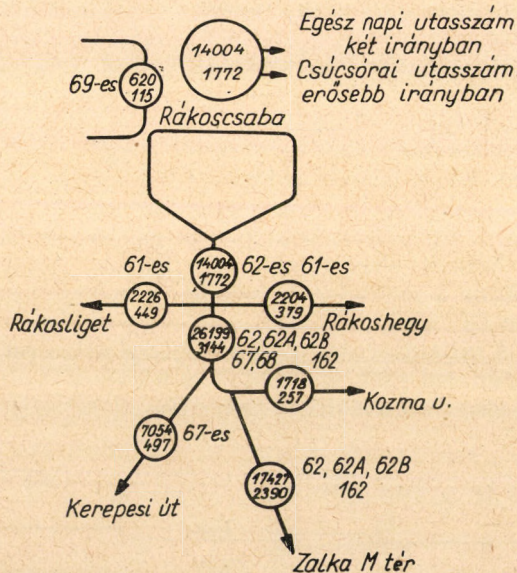 14004
1772
Egész napi utasszám
két irányban
Csúcsórai utasszám
erősebb irányban
69-es
620
115
Rákoscsaba
14004
1772
61-es
62-es 61-es
2226
449
2204
379
Rákosliget
Rákoshegy
26199
3144
62, 62A, 62B
67, 68 162
1718
257
Kozma u.
7054
497
67-es
Kerepesi út
17427
2390
62, 62A, 62B
162
Zalka M tér